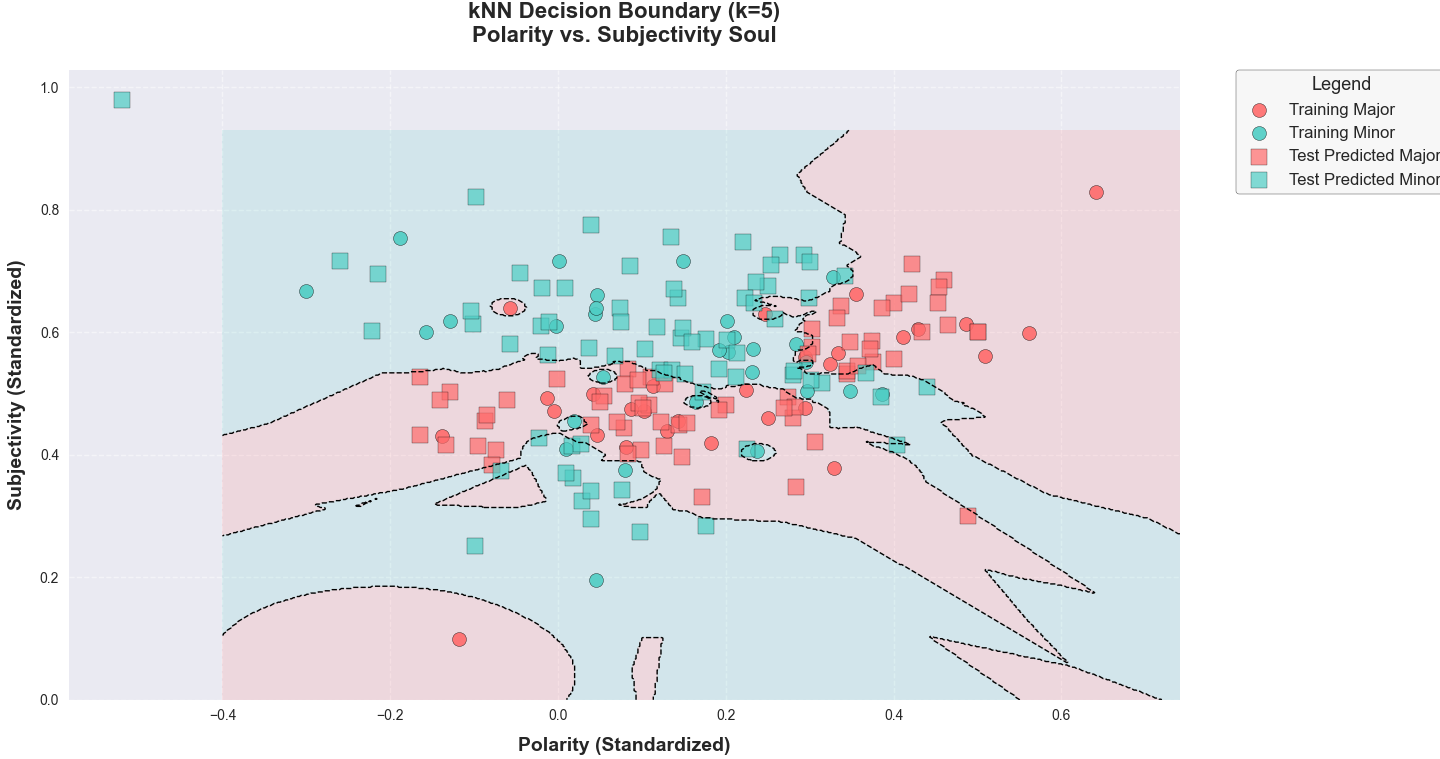 kNN Decision Boundary (k=5)
Polarity vs. Subjectivity Soul
Legend
Training Major
Training Minor
Test Predicted Major
Test Predicted Minor
Subjectivity (Standardized)
1.0
0.8
0.6
0.4
0.2
0.0
−0.4
−0.2
0.0
0.2
0.4
0.6
Polarity (Standardized)